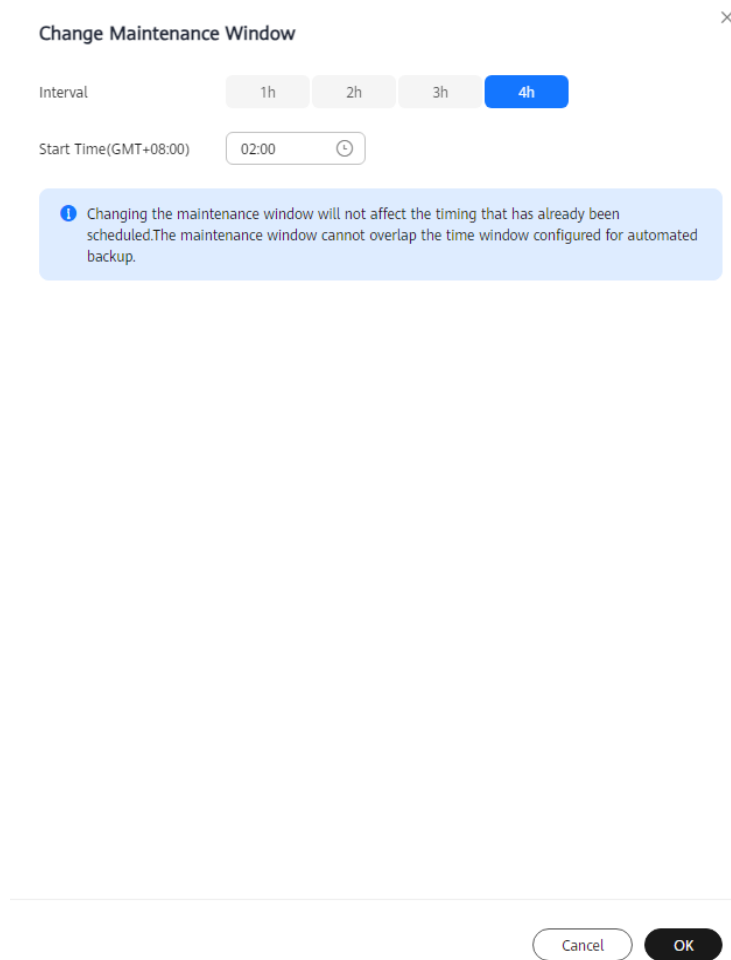 Change Maintenance Window
Interval
1h
2h
3h
4h
Start Time(GMT+08:00)
02:00
Changing the maintenance window will not affect the timing that has already been
scheduled.The maintenance window cannot overlap the time window configured for automated
backup.
Cancel
OK